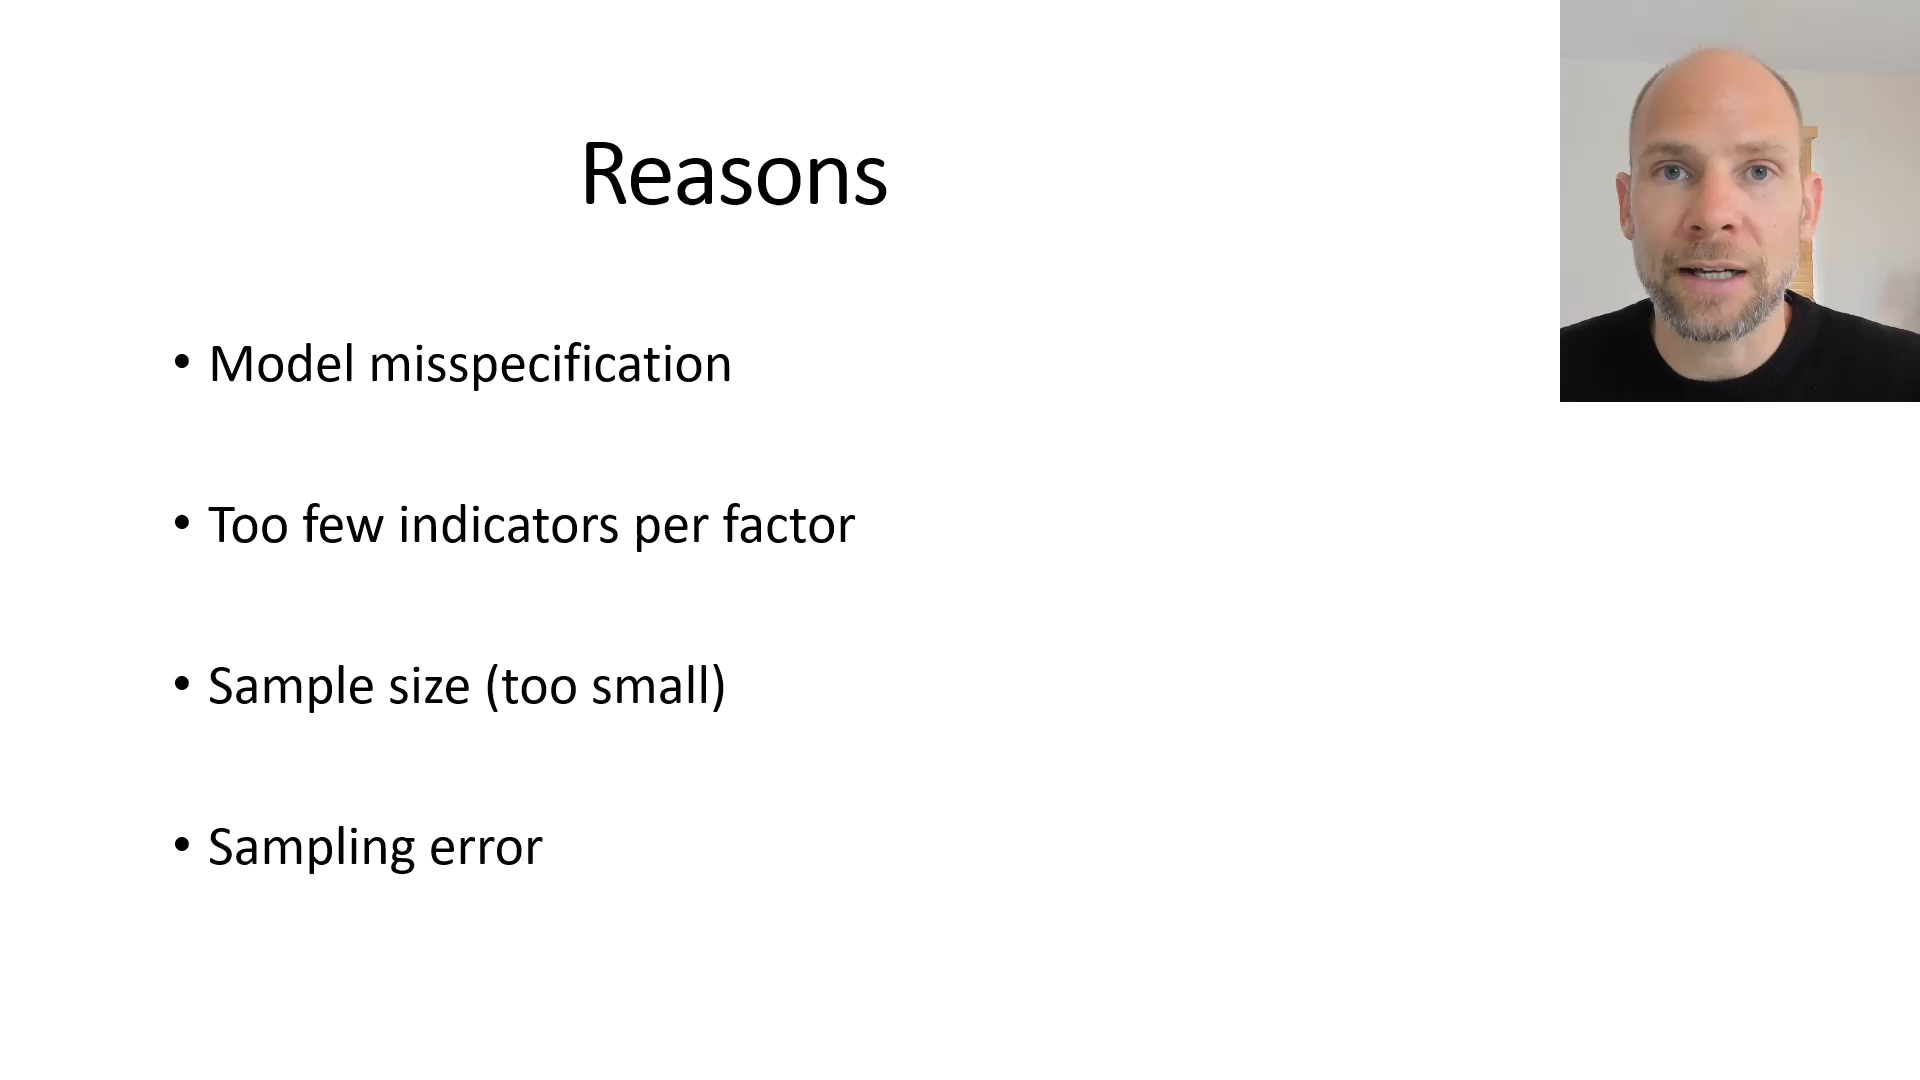 Reasons
• Model misspecification
• Too few indicators per factor
• Sample size (too small)
• Sampling error